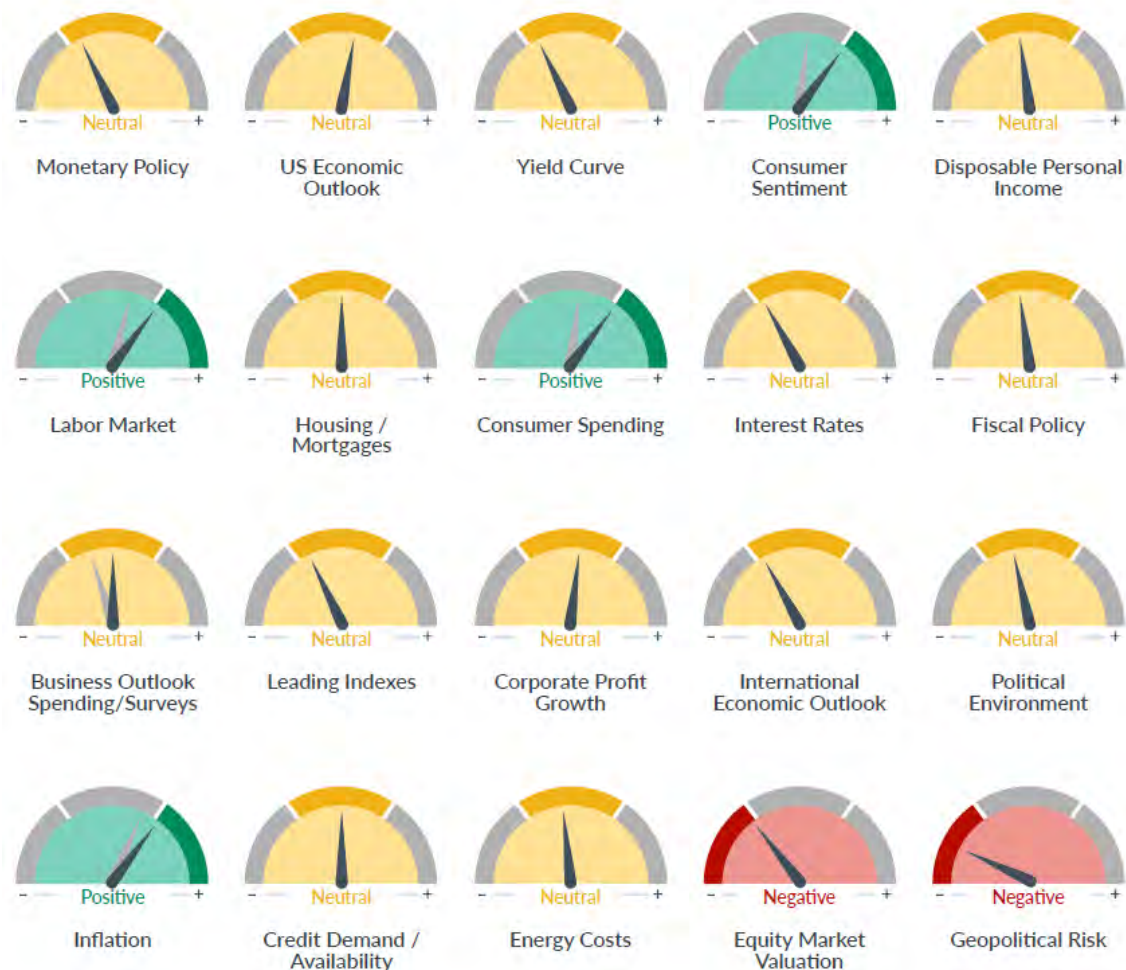 - Neutral +
Monetary Policy
- Neutral +
US Economic
Outlook
- Neutral +
Yield Curve
- Positive +
Consumer
Sentiment
- Neutral +
Disposable Personal
Income
- Positive +
Labor Market
- Neutral +
Housing /
Mortgages
- Positive +
Consumer Spending
- Neutral +
Interest Rates
- Neutral +
Fiscal Policy
- Neutral +
Business Outlook
Spending/Surveys
- Neutral +
Leading Indexes
- Neutral +
Corporate Profit
Growth
- Neutral +
International
Economic Outlook
- Neutral +
Political
Environment
- Positive +
Inflation
- Neutral +
Credit Demand /
Availability
- Neutral +
Energy Costs
- Negative +
Equity Market
Valuation
- Negative +
Geopolitical Risk